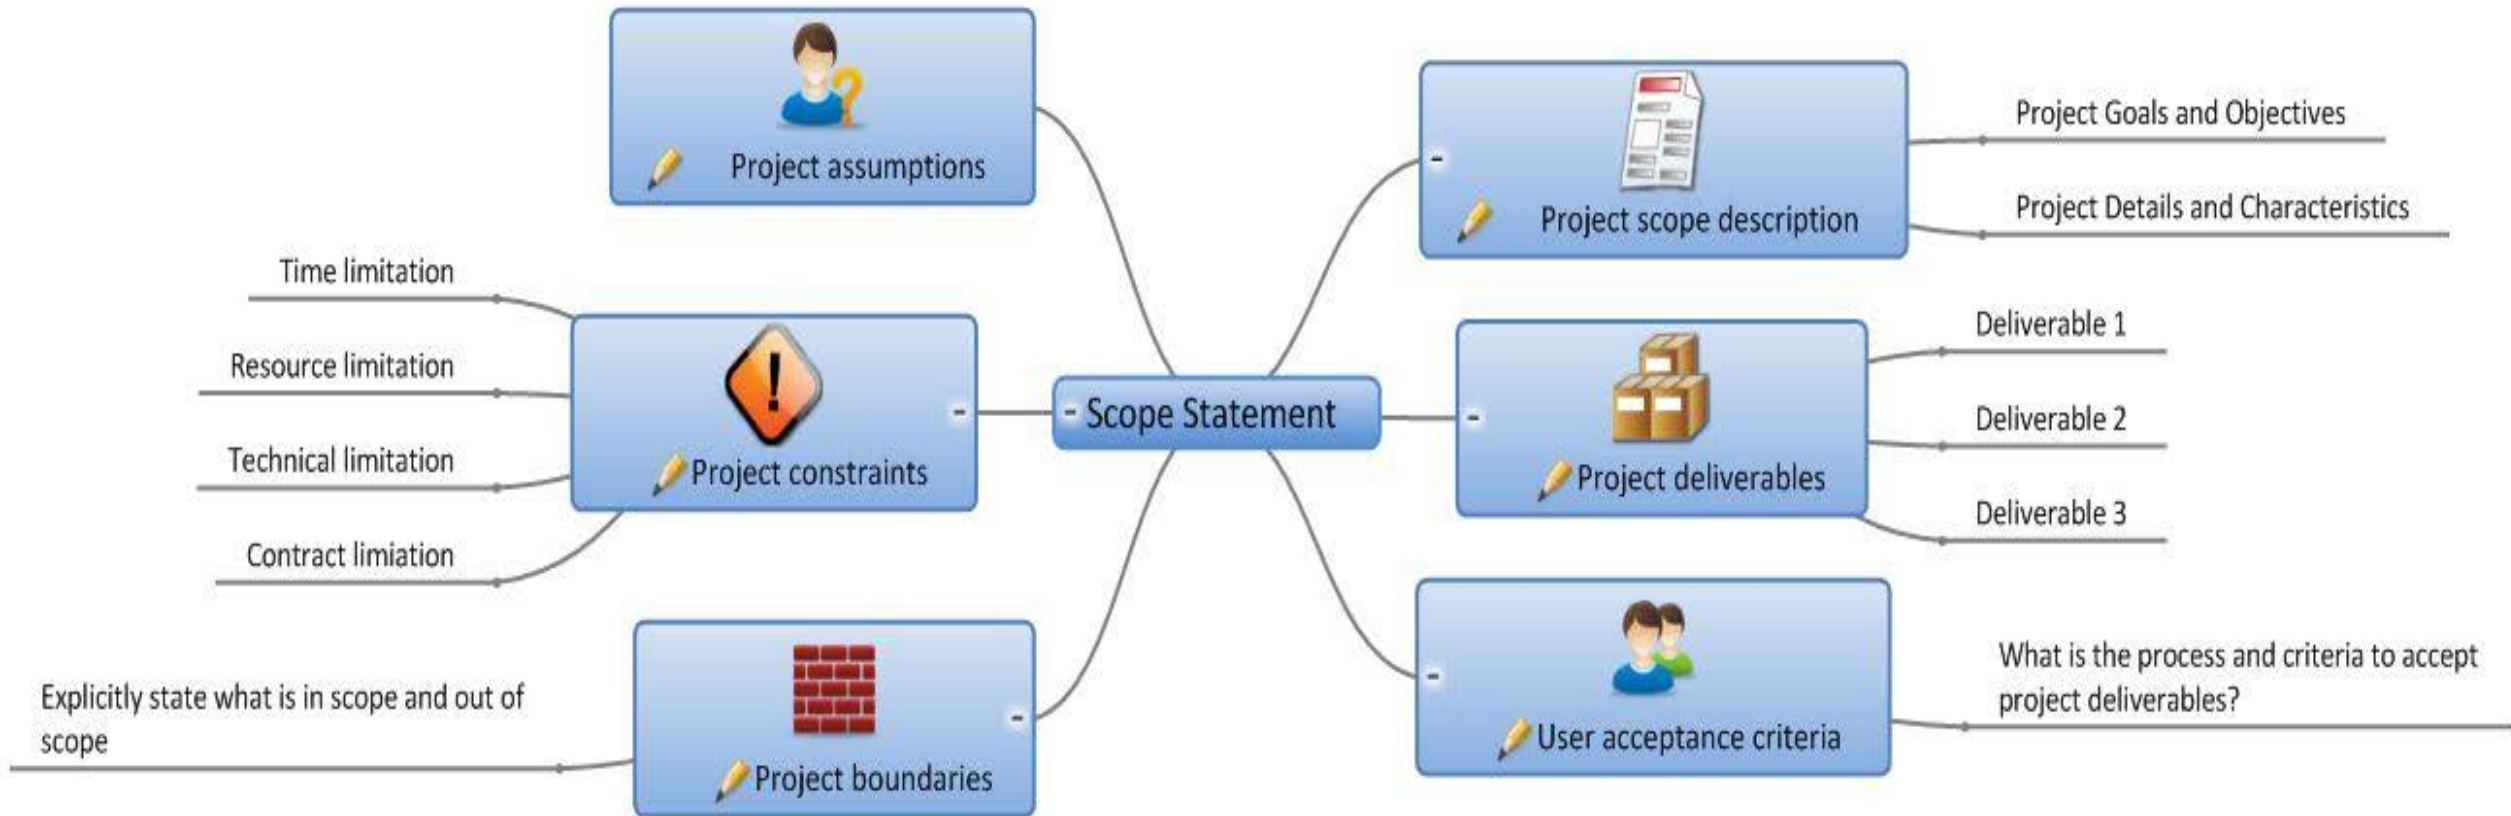 Scope Statement
Project scope description
Project Goals and Objectives
Project Details and Characteristics
Project deliverables
Deliverable 1
Deliverable 2
Deliverable 3
User acceptance criteria
What is the process and criteria to accept
project deliverables?
Project assumptions
Project constraints
Time limitation
Resource limitation
Technical limitation
Contract limiation
Project boundaries
Explicitly state what is in scope and out of
scope